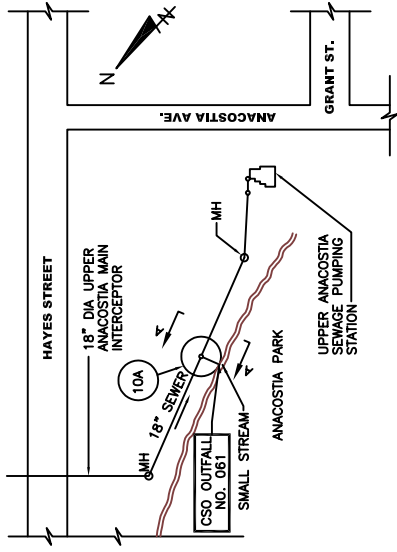 HAYES STREET
N
ANACOSTIA AVE.
GRANT ST.
18" DIA UPPER
ANACOSTIA MAIN
INTERCEPTOR
MH
A
10A
18" SEWER
MH
A
CSO OUTFALL
NO. 061
SMALL STREAM
ANACOSTIA PARK
UPPER ANACOSTIA
SEWAGE PUMPING
STATION